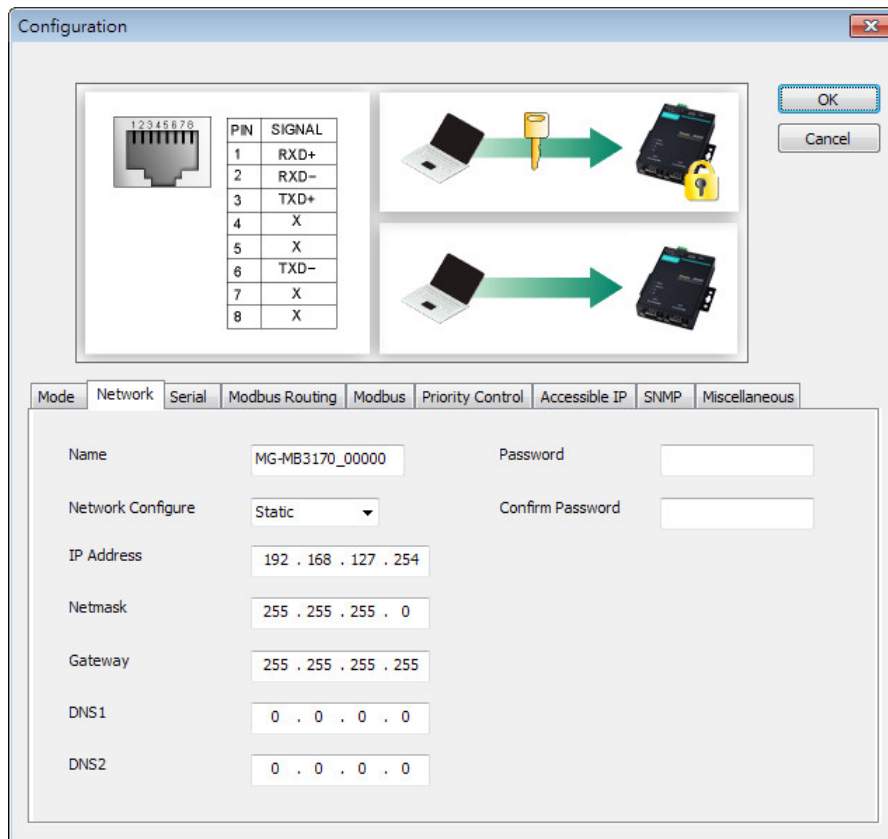 Configuration
OK
Cancel
12345678
PIN SIGNAL
1 RXD+
2 RXD-
3 TXD+
4 X
5 X
6 TXD-
7 X
8 X
Mode Network Serial Modbus Routing Modbus Priority Control Accessible IP SNMP Miscellaneous
Name MG-MB3170_00000 Password
Network Configure Static Confirm Password
IP Address 192 . 168 . 127 . 254
Netmask 255 . 255 . 255 . 0
Gateway 255 . 255 . 255 . 255
DNS1 0 . 0 . 0 . 0
DNS2 0 . 0 . 0 . 0